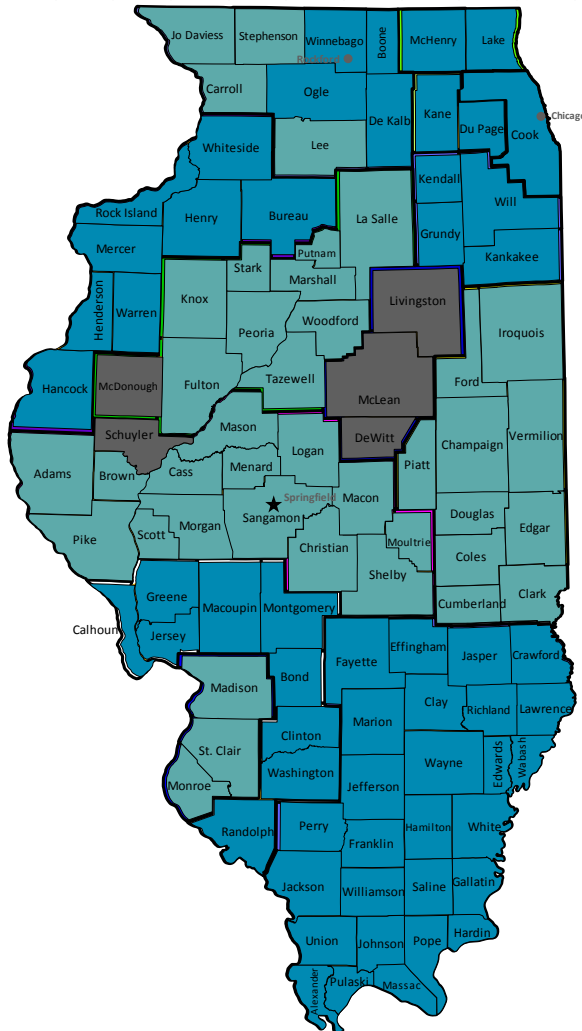 Jo Daviess
Stephenson
Winnebago
Boone
McHenry
Lake
Rockford
Carroll
Ogle
De Kalb
Kane
Du Page
Cook
Chicago
Lee
Whiteside
Kendall
Will
Rock Island
Henry
Bureau
La Salle
Grundy
Mercer
Putnam
Kankakee
Stark
Marshall
Livingston
Henderson
Warren
Knox
Peoria
Woodford
Iroquois
Hancock
McDonough
Fulton
Tazewell
McLean
Ford
Schuyler
Mason
Logan
DeWitt
Champaign
Vermilion
Adams
Brown
Cass
Menard
Piatt
Macon
Springfield
Sangamon
Douglas
Edgar
Pike
Scott
Morgan
Christian
Moultrie
Coles
Shelby
Greene
Macoupin
Montgomery
Cumberland
Clark
Calhoun
Jersey
Fayette
Effingham
Jasper
Crawford
Madison
Bond
Clay
Richland
Lawrence
Marion
Clinton
St. Clair
Washington
Wayne
Edwards
Wabash
Monroe
Jefferson
Randolph
Perry
Hamilton
White
Franklin
Jackson
Williamson
Saline
Gallatin
Union
Johnson
Pope
Hardin
Alexander
Pulaski
Massac